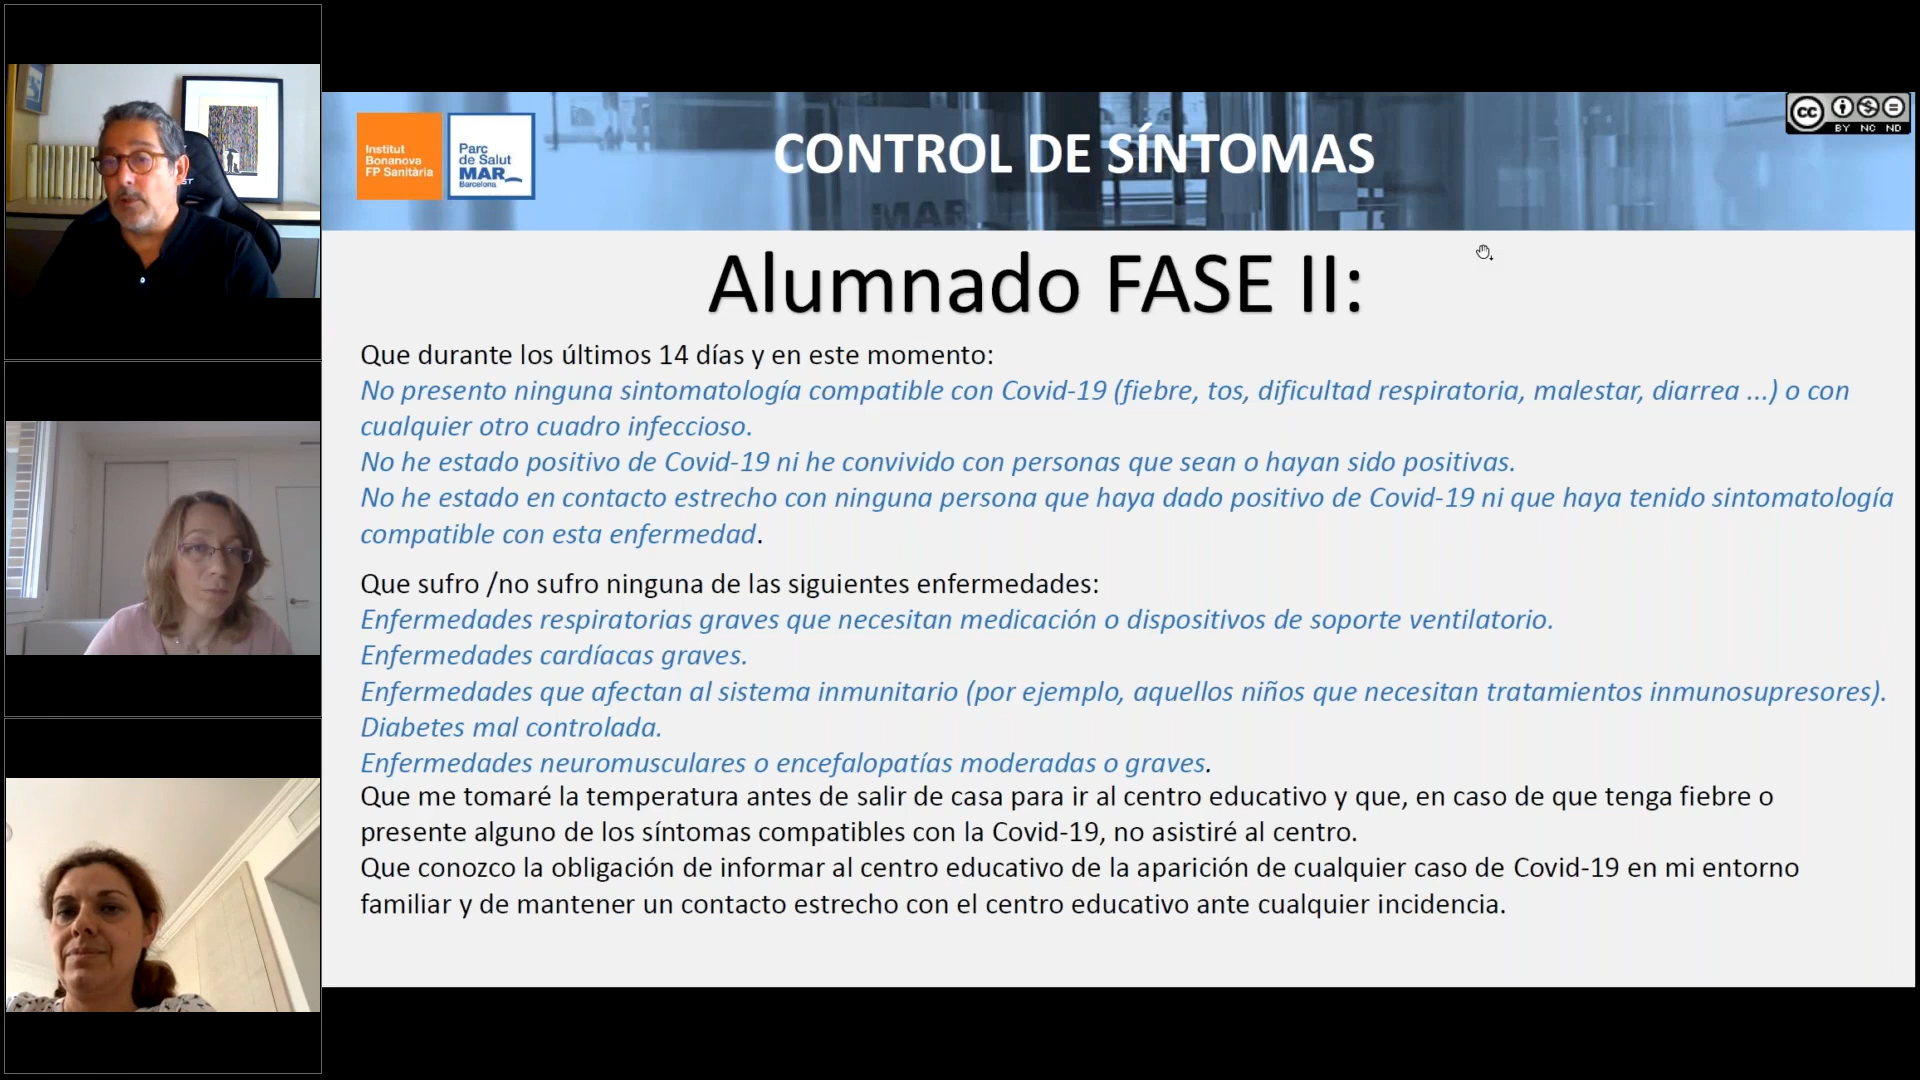 Institut
Bonanova
FP Sanitària
Parc
de Salut
MAR
Barcelona
CONTROL DE SÍNTOMAS
MAR
cc
BY NC ND
Alumnado FASE II:
Que durante los últimos 14 días y en este momento:
No presento ninguna sintomatología compatible con Covid-19 (fiebre, tos, dificultad respiratoria, malestar, diarrea ...) o con
cualquier otro cuadro infeccioso.
No he estado positivo de Covid-19 ni he convivido con personas que sean o hayan sido positivas.
No he estado en contacto estrecho con ninguna persona que haya dado positivo de Covid-19 ni que haya tenido sintomatología
compatible con esta enfermedad.
Que sufro /no sufro ninguna de las siguientes enfermedades:
Enfermedades respiratorias graves que necesitan medicación o dispositivos de soporte ventilatorio.
Enfermedades cardíacas graves.
Enfermedades que afectan al sistema inmunitario (por ejemplo, aquellos niños que necesitan tratamientos inmunosupresores).
Diabetes mal controlada.
Enfermedades neuromusculares o encefalopatías moderadas o graves.
Que me tomaré la temperatura antes de salir de casa para ir al centro educativo y que, en caso de que tenga fiebre o
presente alguno de los síntomas compatibles con la Covid-19, no asistiré al centro.
Que conozco la obligación de informar al centro educativo de la aparición de cualquier caso de Covid-19 en mi entorno
familiar y de mantener un contacto estrecho con el centro educativo ante cualquier incidencia.